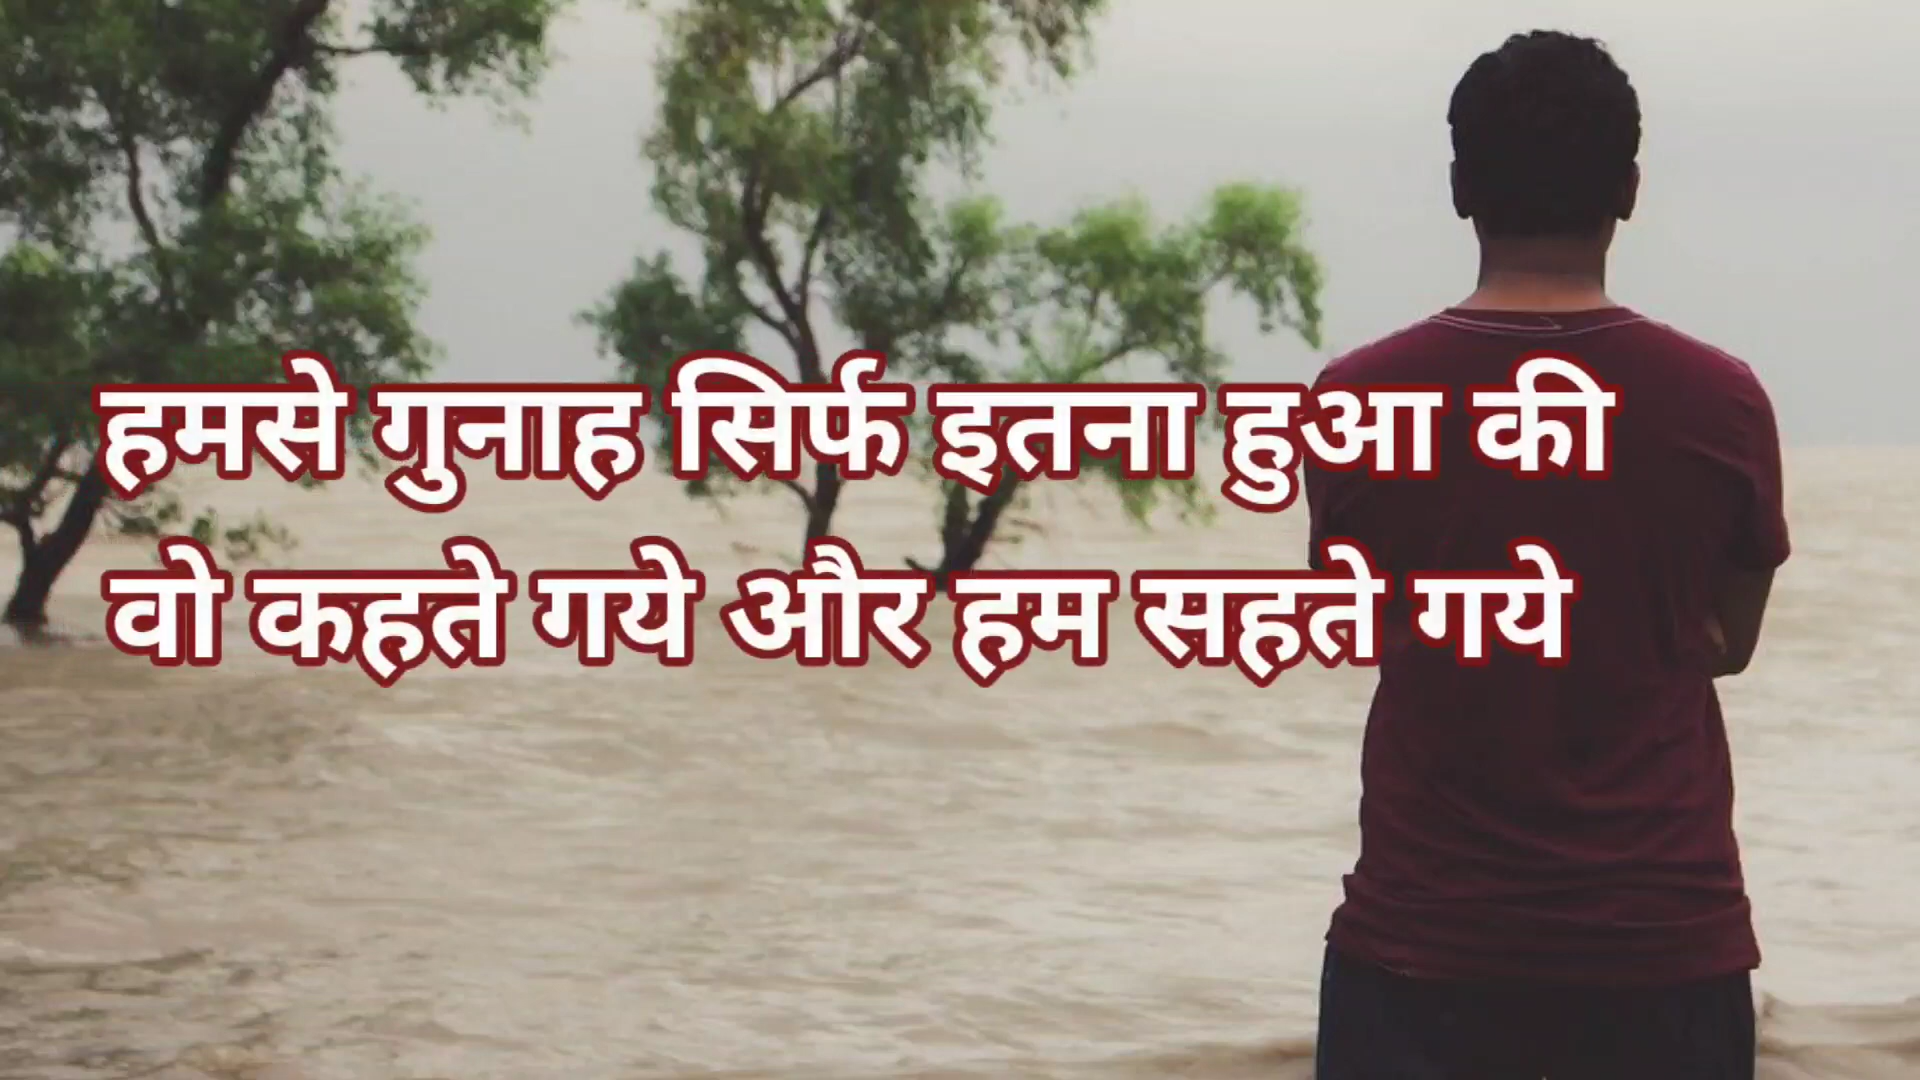 हमसे गुनाह सिर्फ इतना हुआ की
वो कहते गये और हम सहते गये